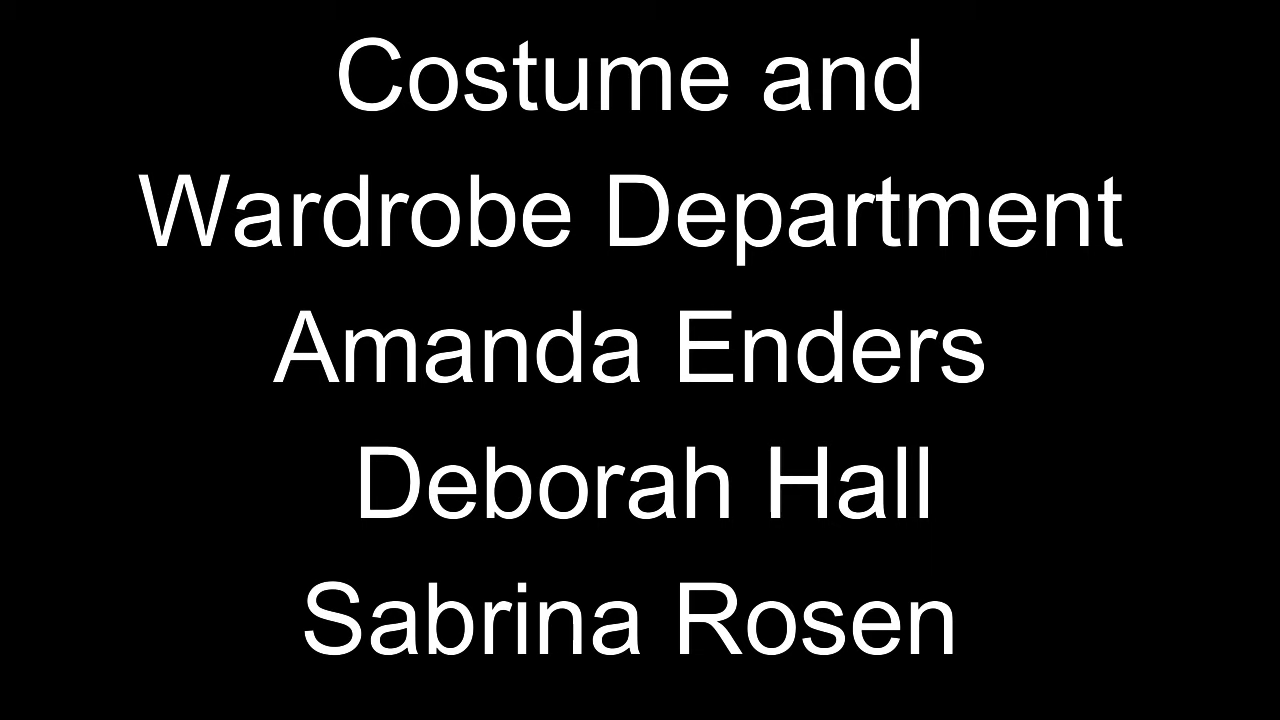 Costume and
Wardrobe Department
Amanda Enders
Deborah Hall
Sabrina Rosen